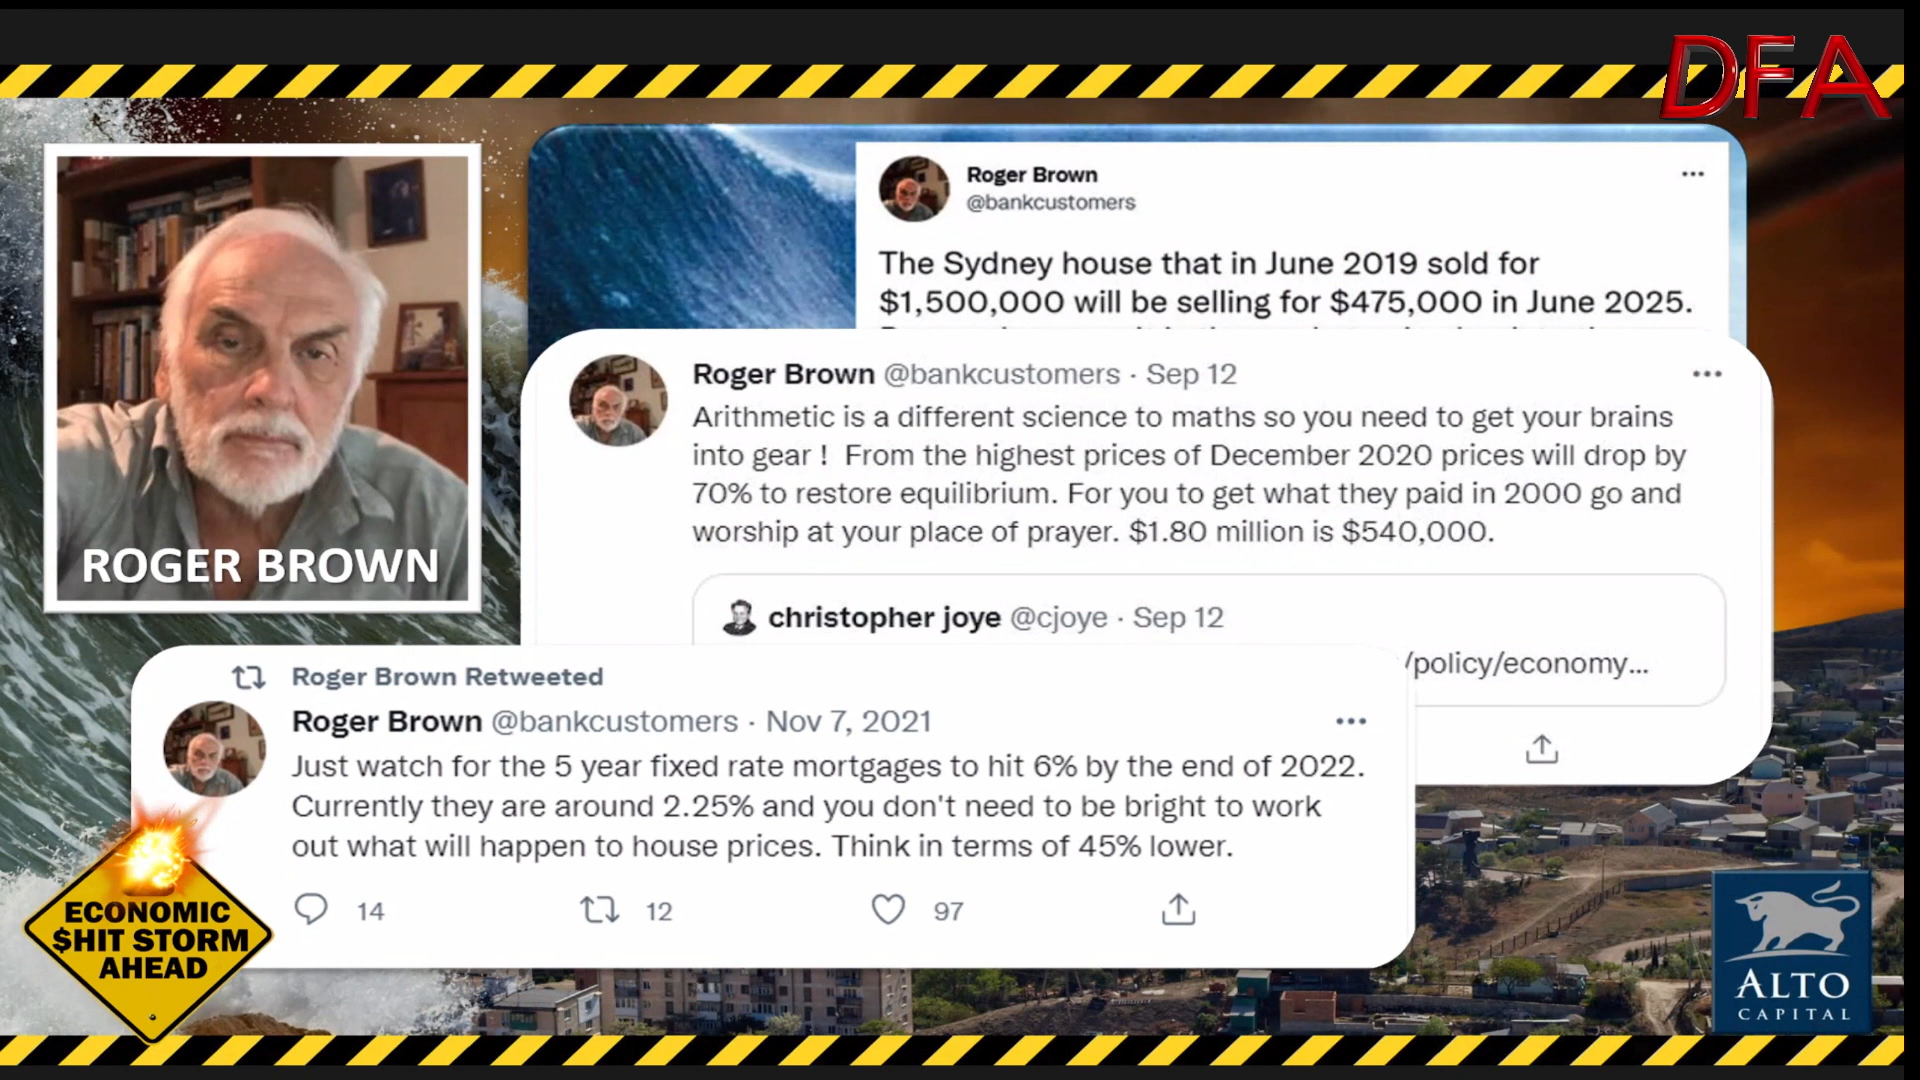 DFA
ROGER BROWN
Roger Brown
@bankcustomers
The Sydney house that in June 2019 sold for
$1,500,000 will be selling for $475,000 in June 2025.
Roger Brown @bankcustomers · Sep 12
Arithmetic is a different science to maths so you need to get your brains
into gear ! From the highest prices of December 2020 prices will drop by
70% to restore equilibrium. For you to get what they paid in 2000 go and
worship at your place of prayer. $1.80 million is $540,000.
christopher joye @cjoye · Sep 12
/policy/economy...
Roger Brown Retweeted
Roger Brown @bankcustomers · Nov 7, 2021
Just watch for the 5 year fixed rate mortgages to hit 6% by the end of 2022.
Currently they are around 2.25% and you don't need to be bright to work
out what will happen to house prices. Think in terms of 45% lower.
14 12 97
ECONOMIC
$HIT STORM
AHEAD
ALTO
CAPITAL